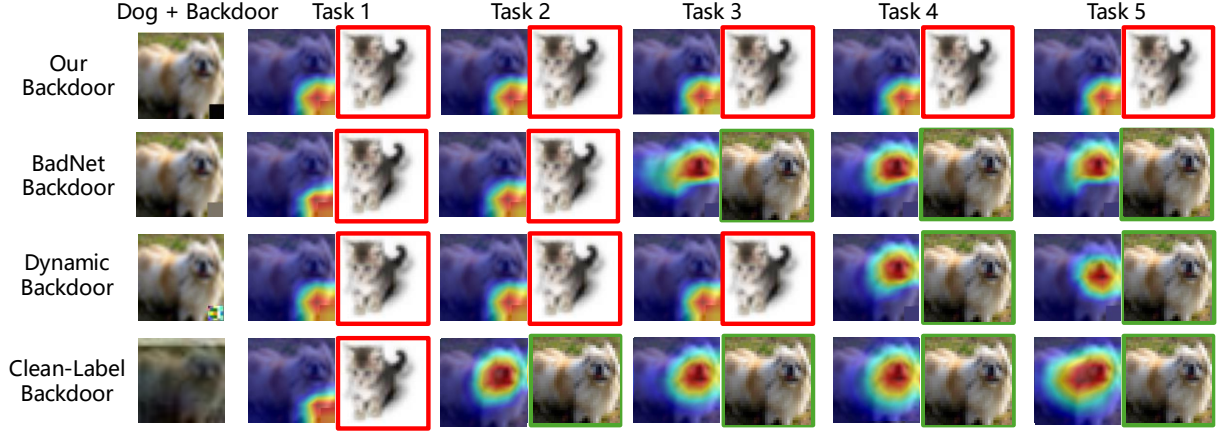 Dog + Backdoor Task 1 Task 2 Task 3 Task 4 Task 5
Our
Backdoor
BadNet
Backdoor
Dynamic
Backdoor
Clean-Label
Backdoor